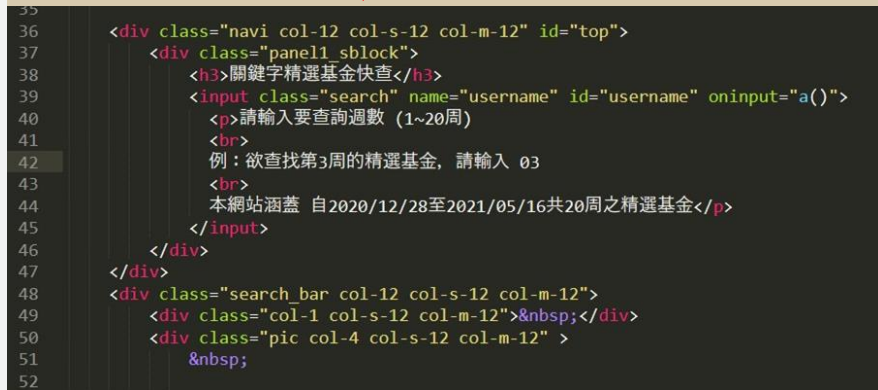 35
36 <div class="navi col-12 col-s-12 col-m-12" id="top">
37 <div class="panel1_sblock">
38 <h3>關鍵字精選基金快查</h3>
39 <input class="search" name="username" id="username" oninput="a()">
40 <p>請輸入要查詢週數 (1~20周)
41 <br>
42 例：欲查找第3周的精選基金, 請輸入 03
43 <br>
44 本網站涵蓋 自2020/12/28至2021/05/16共20周之精選基金</p>
45 </input>
46 </div>
47 </div>
48 <div class="search_bar col-12 col-s-12 col-m-12">
49 <div class="col-1 col-s-12 col-m-12">&nbsp;</div>
50 <div class="pic col-4 col-s-12 col-m-12" >
51 &nbsp;
52